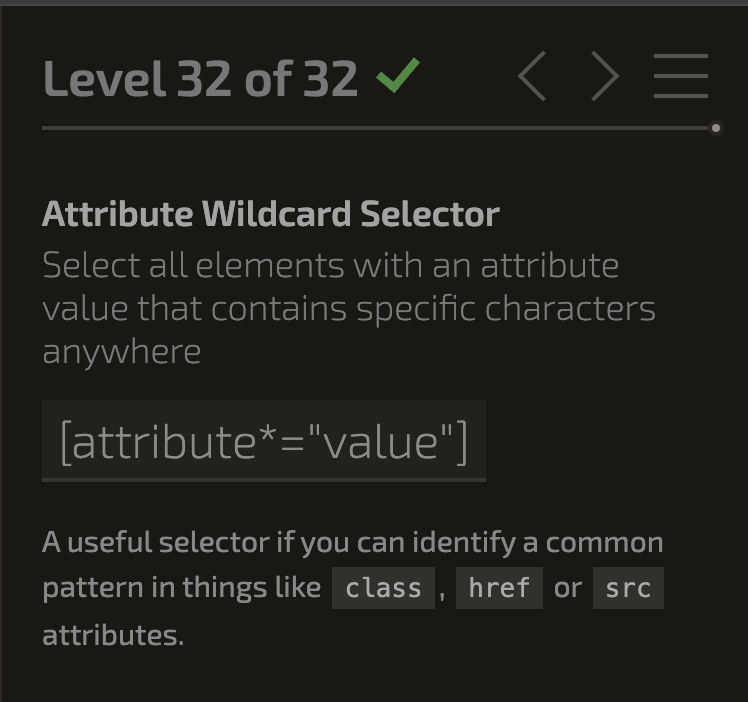 Level 32 of 32
Attribute Wildcard Selector
Select all elements with an attribute
value that contains specific characters
anywhere
[attribute*="value"]
A useful selector if you can identify a common
pattern in things like class, href or src
attributes.